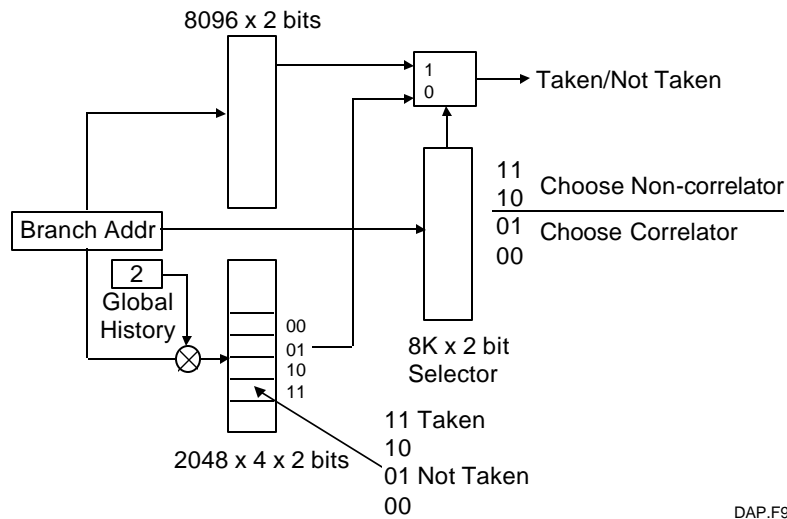 8096 x 2 bits
1
0
Taken/Not Taken
11
10
Choose Non-correlator
01
00
Choose Correlator
Branch Addr
2
Global
History
00
01
10
11
8K x 2 bit
Selector
2048 x 4 x 2 bits
11 Taken
10
01 Not Taken
00
DAP.F9